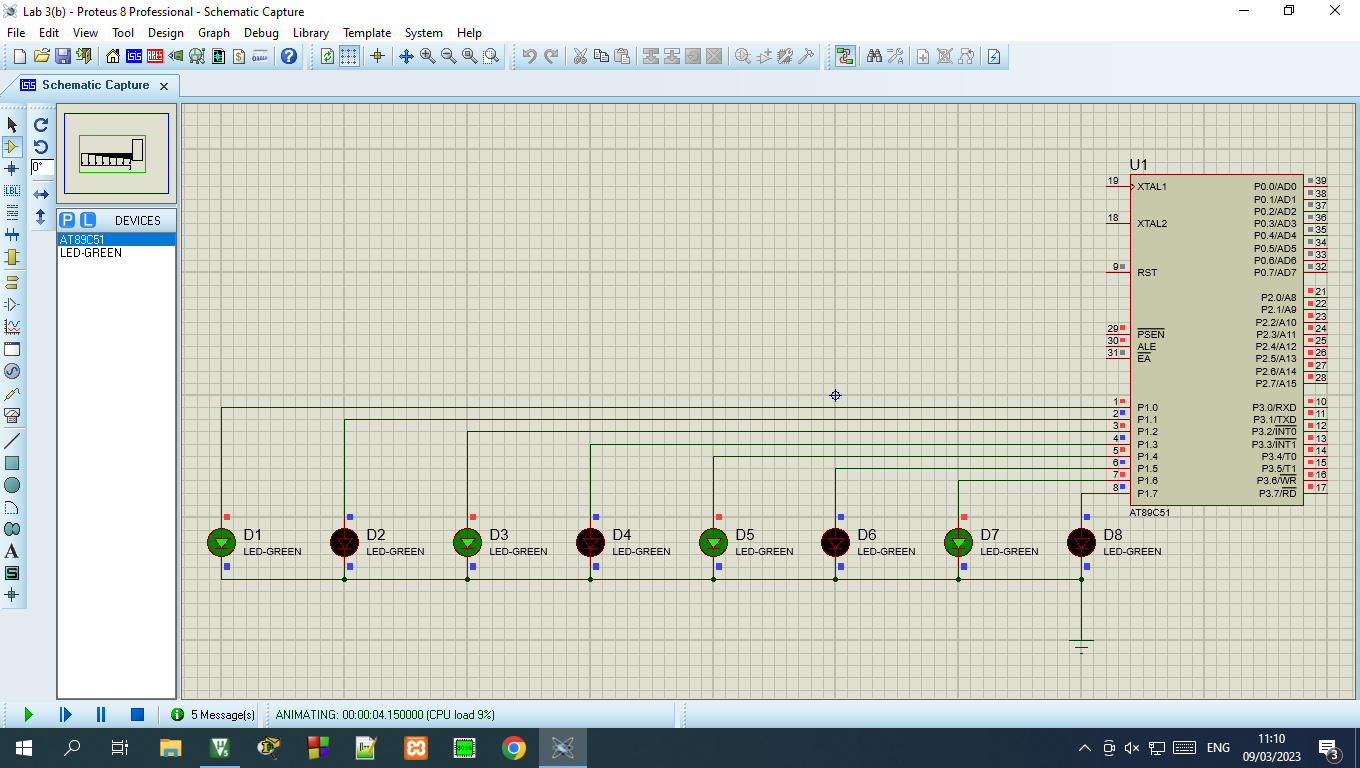 Lab 3(b) - Proteus 8 Professional - Schematic Capture
File Edit View Tool Design Graph Debug Library Template System Help
Schematic Capture
LBL
0°
P L DEVICES
AT89C51
LED-GREEN
U1
19 XTAL1
18 XTAL2
9 RST
29 PSEN
30 ALE
31 EA
1 P1.0
2 P1.1
3 P1.2
4 P1.3
5 P1.4
6 P1.5
7 P1.6
8 P1.7
P0.0/AD0 39
P0.1/AD1 38
P0.2/AD2 37
P0.3/AD3 36
P0.4/AD4 35
P0.5/AD5 34
P0.6/AD6 33
P0.7/AD7 32
P2.0/A8 21
P2.1/A9 22
P2.2/A10 23
P2.3/A11 24
P2.4/A12 25
P2.5/A13 26
P2.6/A14 27
P2.7/A15 28
P3.0/RXD 10
P3.1/TXD 11
P3.2/INT0 12
P3.3/INT1 13
P3.4/T0 14
P3.5/T1 15
P3.6/WR 16
P3.7/RD 17
AT89C51
D1
LED-GREEN
D2
LED-GREEN
D3
LED-GREEN
D4
LED-GREEN
D5
LED-GREEN
D6
LED-GREEN
D7
LED-GREEN
D8
LED-GREEN
A
S
5 Message(s) ANIMATING: 00:00:04.150000 (CPU load 9%)
ENG
11:10
09/03/2023
3